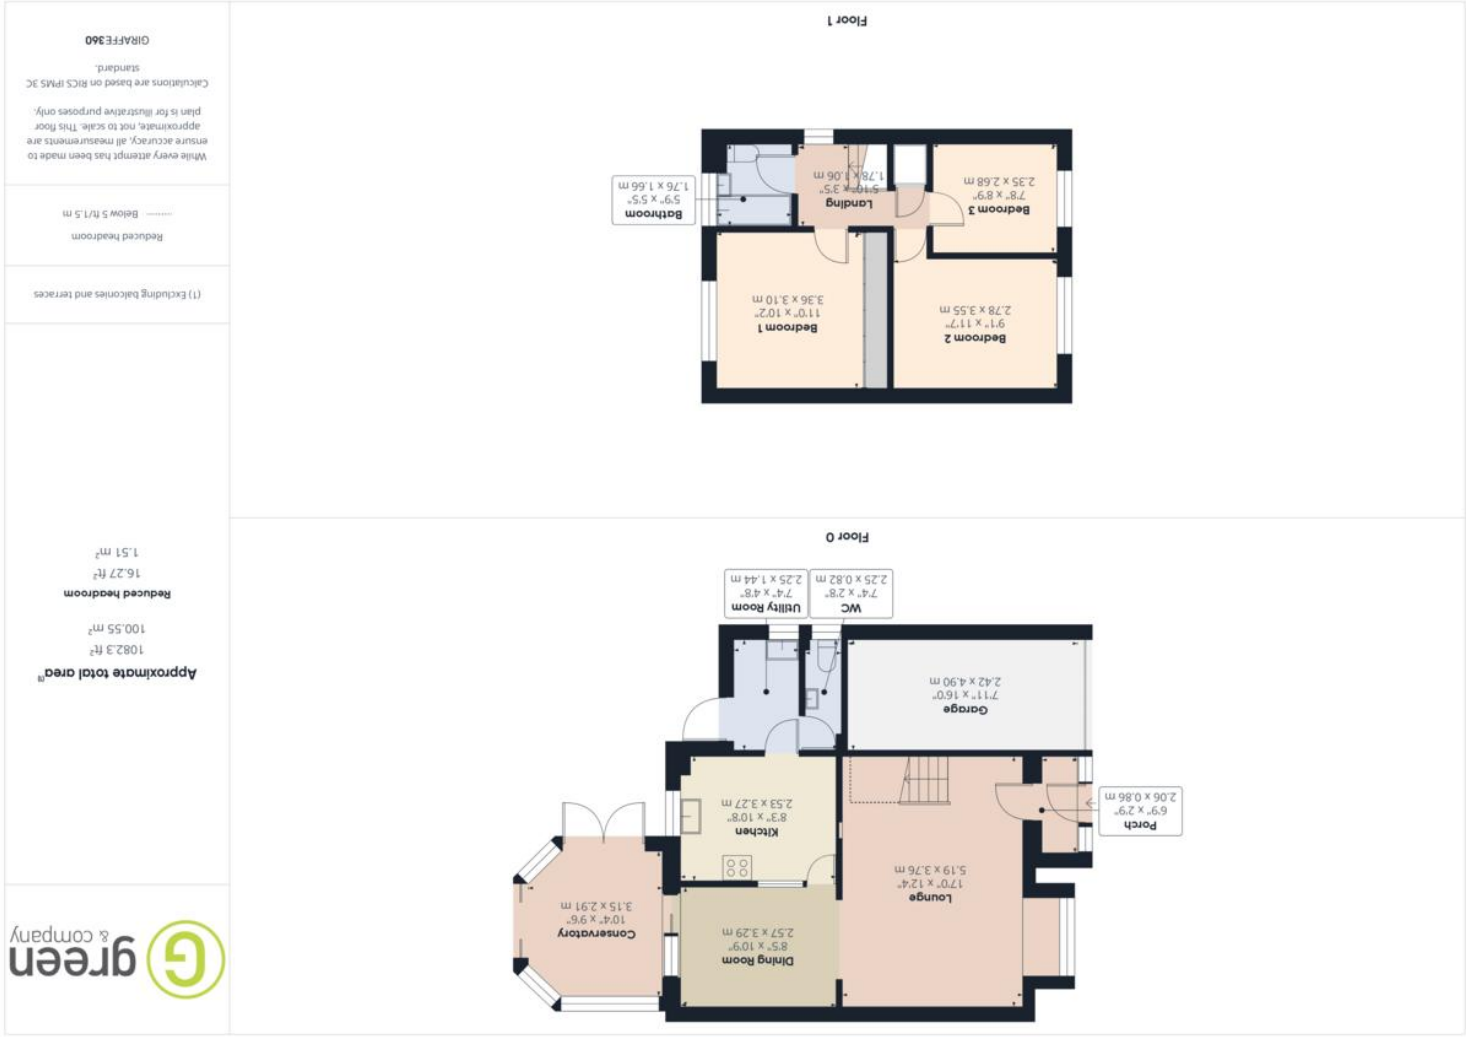 green
& company
Approximate total area(1)
1082.3 ft²
100.55 m²
Reduced headroom
16.27 ft²
1.51 m²
(1) Excluding balconies and terraces
Reduced headroom
Below 5 ft/1.5 m
While every attempt has been made to
ensure accuracy, all measurements are
approximate, not to scale. This floor
plan is for illustrative purposes only.
Calculations are based on RICS IPMS 3C
standard.
GIRAFFE360
Dining Room
8'5" x 10'9"
2.57 x 3.29 m
Conservatory
10'4" x 9'6"
3.15 x 2.91 m
Lounge
17'0" x 12'4"
5.19 x 3.76 m
Kitchen
8'3" x 10'8"
2.53 x 3.27 m
Porch
6'9" x 2'9"
2.06 x 0.86 m
Garage
7'11" x 16'0"
2.42 x 4.90 m
WC
7'4" x 2'8"
2.25 x 0.82 m
Utility Room
7'4" x 4'8"
2.25 x 1.44 m
Floor 0
Bedroom 2
9'1" x 11'7"
2.78 x 3.55 m
Bedroom 1
11'0" x 10'2"
3.36 x 3.10 m
Bedroom 3
7'8" x 8'9"
2.35 x 2.68 m
Landing
5'10" x 3'5"
1.78 x 1.06 m
Bathroom
5'9" x 5'5"
1.76 x 1.66 m
Floor 1